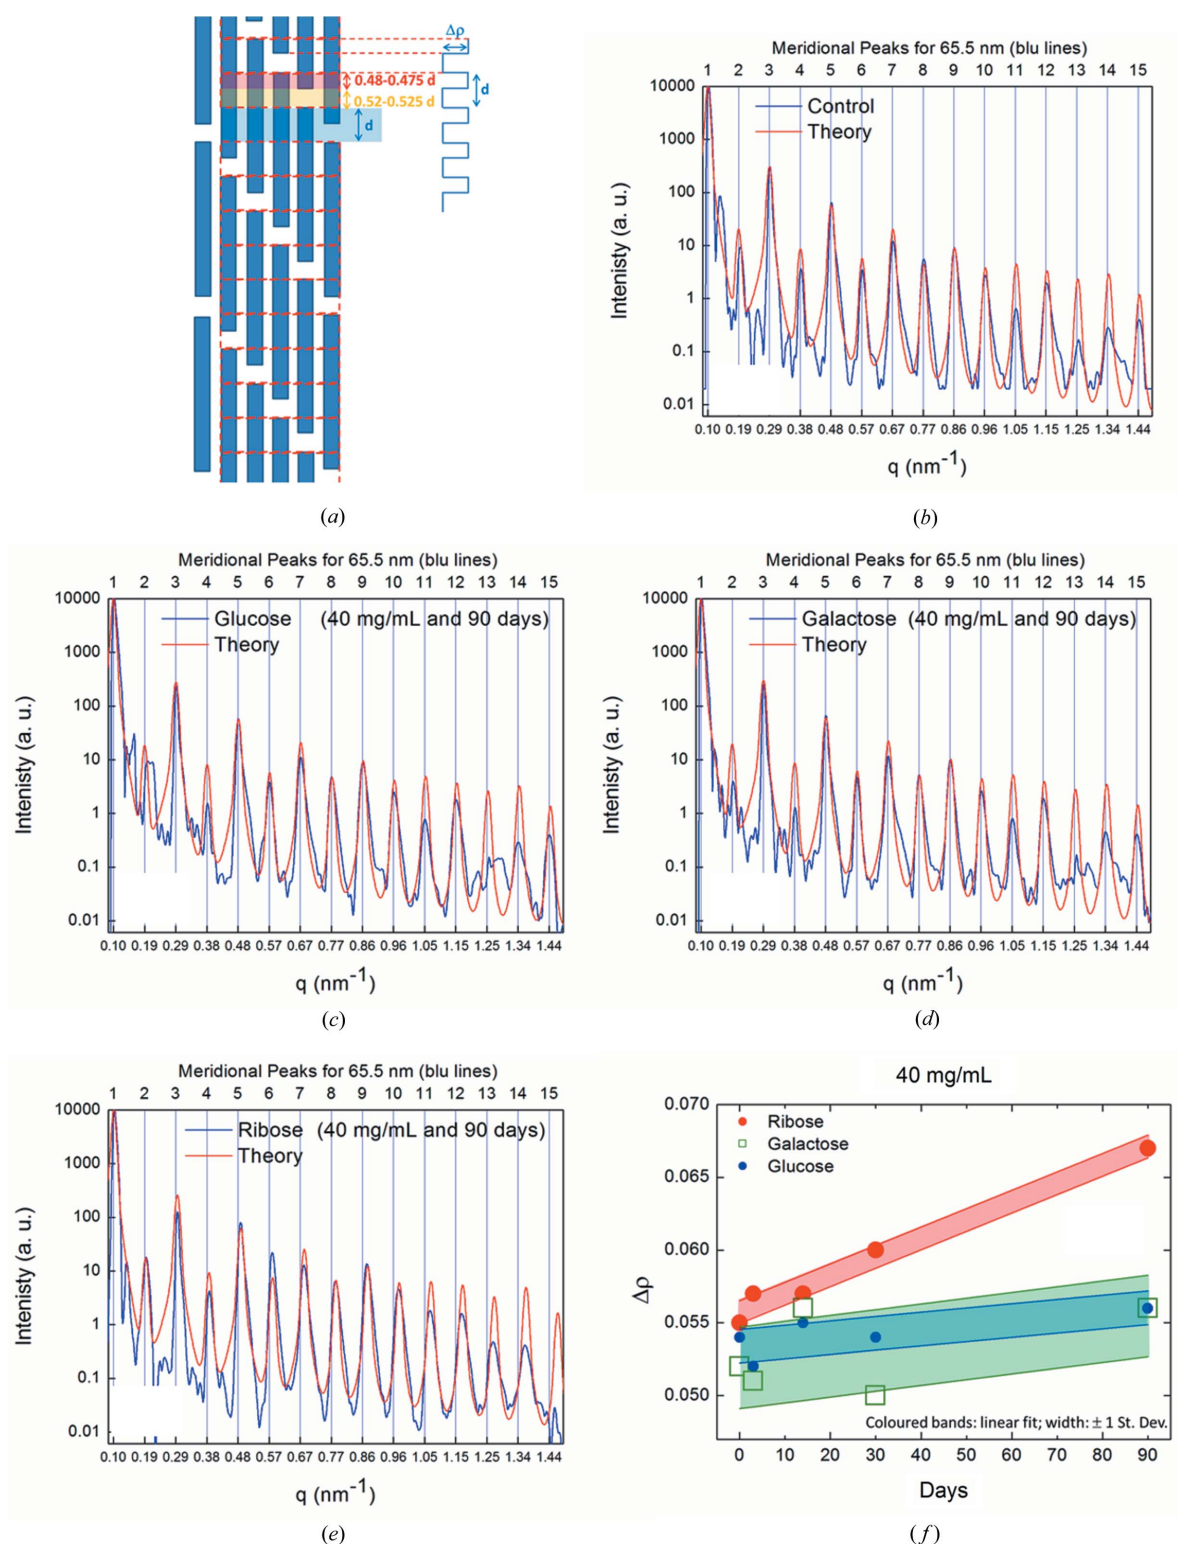 Δρ
0.48-0.475 d
0.52-0.525 d
d
d
(a)
Meridional Peaks for 65.5 nm (blu lines)
1 2 3 4 5 6 7 8 9 10 11 12 13 14 15
Control
Theory
10000
1000
100
10
1
0.1
0.01
Intenisty (a. u.)
0.10 0.19 0.29 0.38 0.48 0.57 0.67 0.77 0.86 0.96 1.05 1.15 1.25 1.34 1.44
q (nm-1)
(b)
Meridional Peaks for 65.5 nm (blu lines)
1 2 3 4 5 6 7 8 9 10 11 12 13 14 15
Glucose (40 mg/mL and 90 days)
Theory
10000
1000
100
10
1
0.1
0.01
Intenisty (a. u.)
0.10 0.19 0.29 0.38 0.48 0.57 0.67 0.77 0.86 0.96 1.05 1.15 1.25 1.34 1.44
q (nm-1)
(c)
Meridional Peaks for 65.5 nm (blu lines)
1 2 3 4 5 6 7 8 9 10 11 12 13 14 15
Galactose (40 mg/mL and 90 days)
Theory
10000
1000
100
10
1
0.1
0.01
Intenisty (a. u.)
0.10 0.19 0.29 0.38 0.48 0.57 0.67 0.77 0.86 0.96 1.05 1.15 1.25 1.34 1.44
q (nm-1)
(d)
Meridional Peaks for 65.5 nm (blu lines)
1 2 3 4 5 6 7 8 9 10 11 12 13 14 15
Ribose (40 mg/mL and 90 days)
Theory
10000
1000
100
10
1
0.1
0.01
Intenisty (a. u.)
0.10 0.19 0.29 0.38 0.48 0.57 0.67 0.77 0.86 0.96 1.05 1.15 1.25 1.34 1.44
q (nm-1)
(e)
40 mg/mL
Ribose
Galactose
Glucose
0.070
0.065
0.060
0.055
0.050
Δρ
Coloured bands: linear fit; width: ± 1 St. Dev.
0 10 20 30 40 50 60 70 80 90
Days
(f)